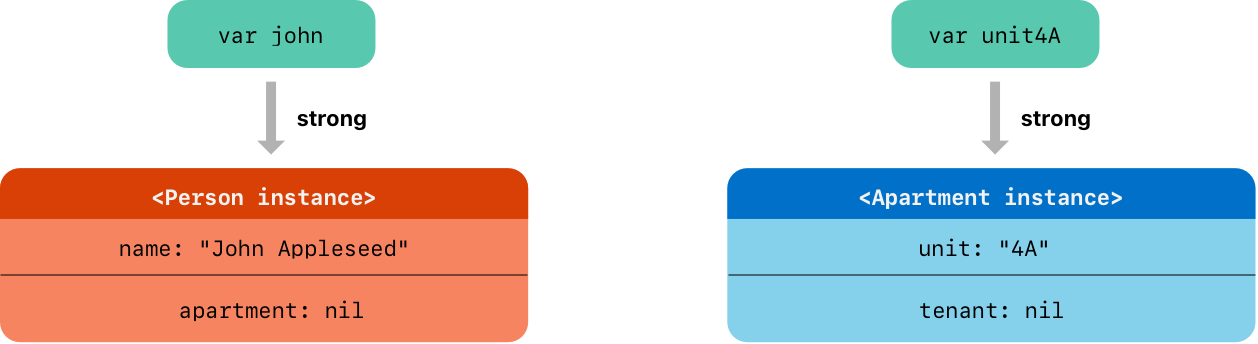 var john
var unit4A
strong
strong
<Person instance>
<Apartment instance>
name: "John Appleseed"
unit: "4A"
apartment: nil
tenant: nil